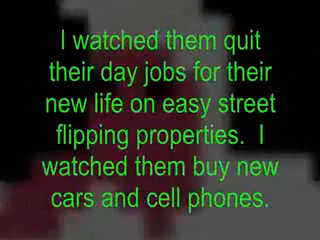 I watched them quit
their day jobs for their
new life on easy street
flipping properties.  I
watched them buy new
cars and cell phones.